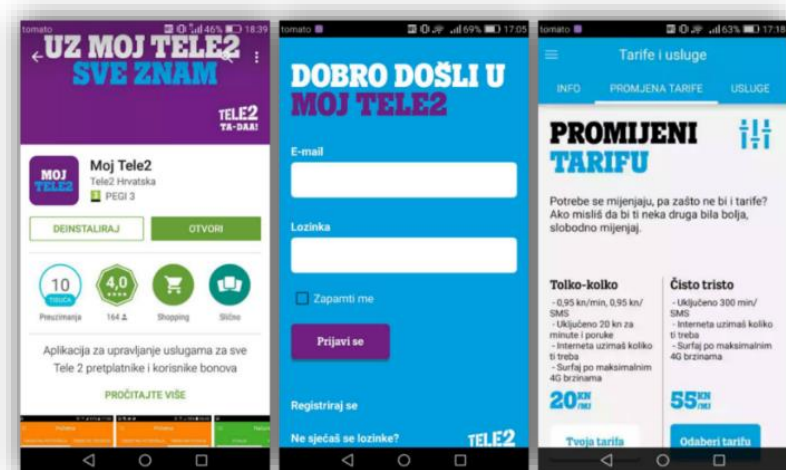 tomato 46% 18:39
UZ MOJ TELE2
SVE ZNAM
TELE2
TA-DAA!
MOJ
TELE2
Moj Tele2
Tele2 Hrvatska
PEGI 3
DEINSTALIRAJ
OTVORI
10
TISUĆA
4,0
Preuzimanja
164
Shopping
Slično
Aplikacija za upravljanje uslugama za sve
Tele 2 pretplatnike i korisnike bonova
PROČITAJTE VIŠE
tomato 69% 17:05
DOBRO DOŠLI U
MOJ TELE2
E-mail
Lozinka
Zapamti me
Prijavi se
Registriraj se
Ne sjećaš se lozinke?
TELE2
tomato 63% 17:18
Tarife i usluge
INFO
PROMJENA TARIFE
USLUGE
PROMIJENI
TARIFU
Potrebe se mijenjaju, pa zašto ne bi i tarife?
Ako misliš da bi ti neka druga bila bolja,
slobodno mijenjaj.
Tolko-kolko
- 0,95 kn/min, 0,95 kn/
SMS
- Uključeno 20 kn za
minute i poruke
- Interneta uzimaš koliko
ti treba
- Surfaj po maksimalnim
4G brzinama
20 KN
/MJ
Tvoja tarifa
Čisto tristo
- Uključeno 300 min/
SMS
- Interneta uzimaš koliko
ti treba
- Surfaj po maksimalnim
4G brzinama
55 KN
/MJ
Odaberi tarifu